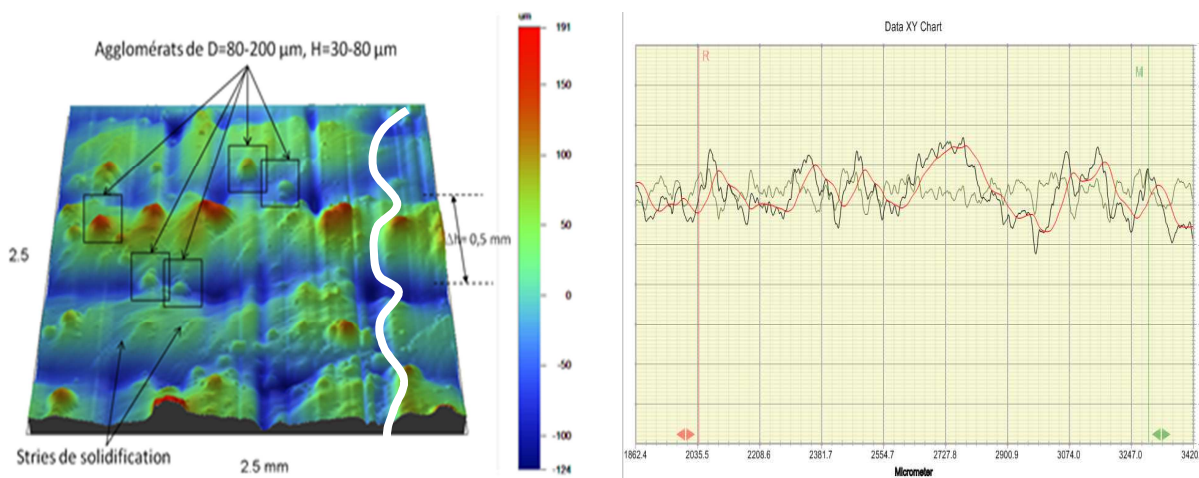 Agglomérats de D=80-200 µm, H=30-80 µm
um
191
150
100
50
0
-50
-100
-124
Δh= 0,5 mm
2.5
2.5 mm
Stries de solidification
Data XY Chart
R
M
1862.4 2035.5 2208.6 2381.7 2554.7 2727.8 2900.9 3074.0 3247.0 3420.
Micrometer